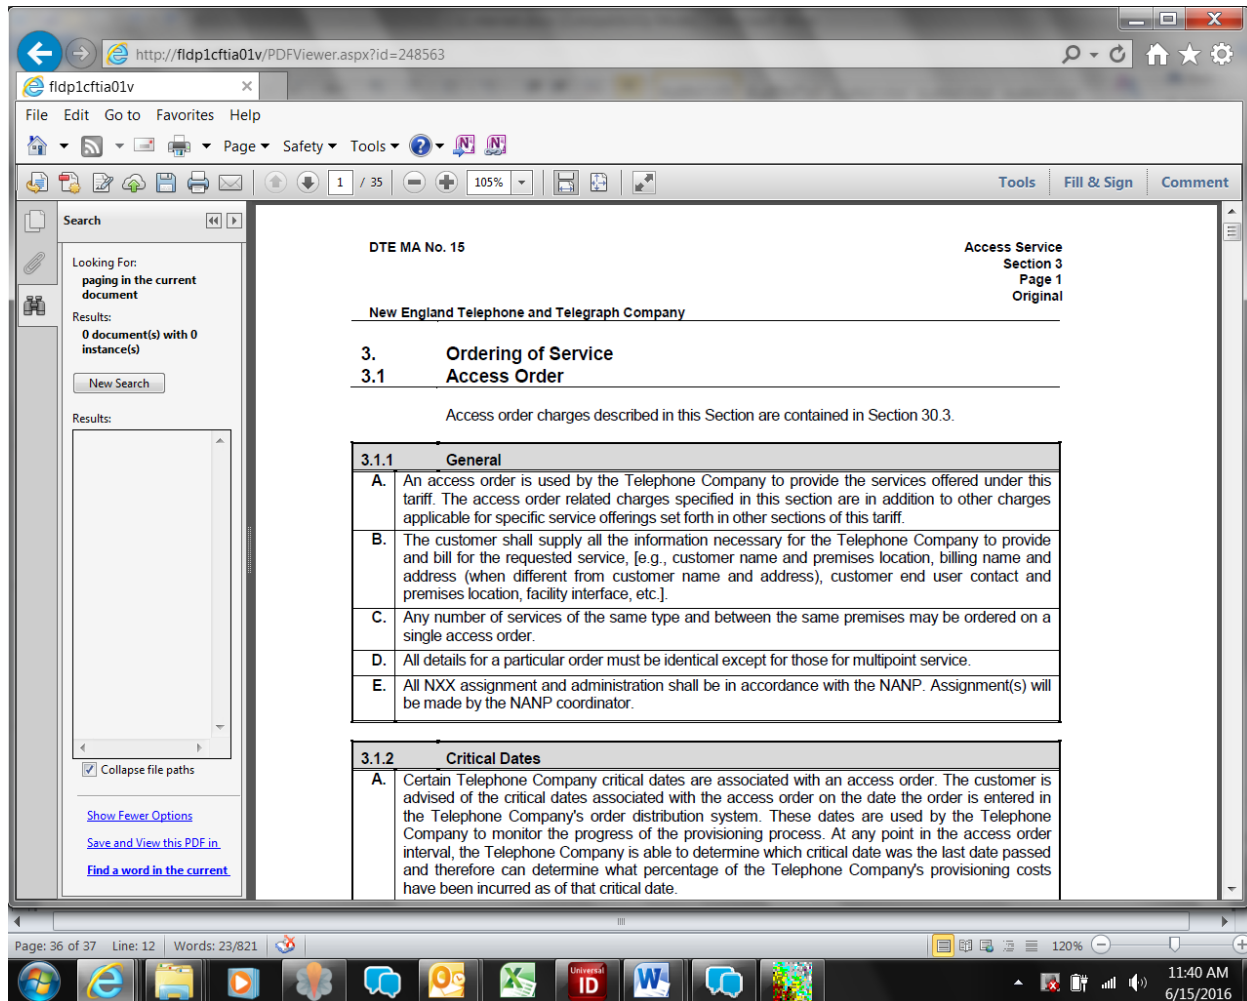 http://fldp1cftia01v/PDFViewer.aspx?id=248563
fldp1cftia01v
File Edit Go to Favorites Help
Page Safety Tools
1 / 35 105% Tools Fill & Sign Comment
Search
Looking For:
paging in the current
document
Results:
0 document(s) with 0
instance(s)
New Search
Results:
Collapse file paths
Show Fewer Options
Save and View this PDF in
Find a word in the current
DTE MA No. 15
Access Service
Section 3
Page 1
Original
New England Telephone and Telegraph Company
3. Ordering of Service
3.1 Access Order
Access order charges described in this Section are contained in Section 30.3.
3.1.1 General
A. An access order is used by the Telephone Company to provide the services offered under this
tariff. The access order related charges specified in this section are in addition to other charges
applicable for specific service offerings set forth in other sections of this tariff.
B. The customer shall supply all the information necessary for the Telephone Company to provide
and bill for the requested service, [e.g., customer name and premises location, billing name and
address (when different from customer name and address), customer end user contact and
premises location, facility interface, etc.].
C. Any number of services of the same type and between the same premises may be ordered on a
single access order.
D. All details for a particular order must be identical except for those for multipoint service.
E. All NXX assignment and administration shall be in accordance with the NANP. Assignment(s) will
be made by the NANP coordinator.
3.1.2 Critical Dates
A. Certain Telephone Company critical dates are associated with an access order. The customer is
advised of the critical dates associated with the access order on the date the order is entered in
the Telephone Company's order distribution system. These dates are used by the Telephone
Company to monitor the progress of the provisioning process. At any point in the access order
interval, the Telephone Company is able to determine which critical date was the last date passed
and therefore can determine what percentage of the Telephone Company's provisioning costs
have been incurred as of that critical date.
Page: 36 of 37 Line: 12 Words: 23/821 120%
Universal
ID
11:40 AM
6/15/2016